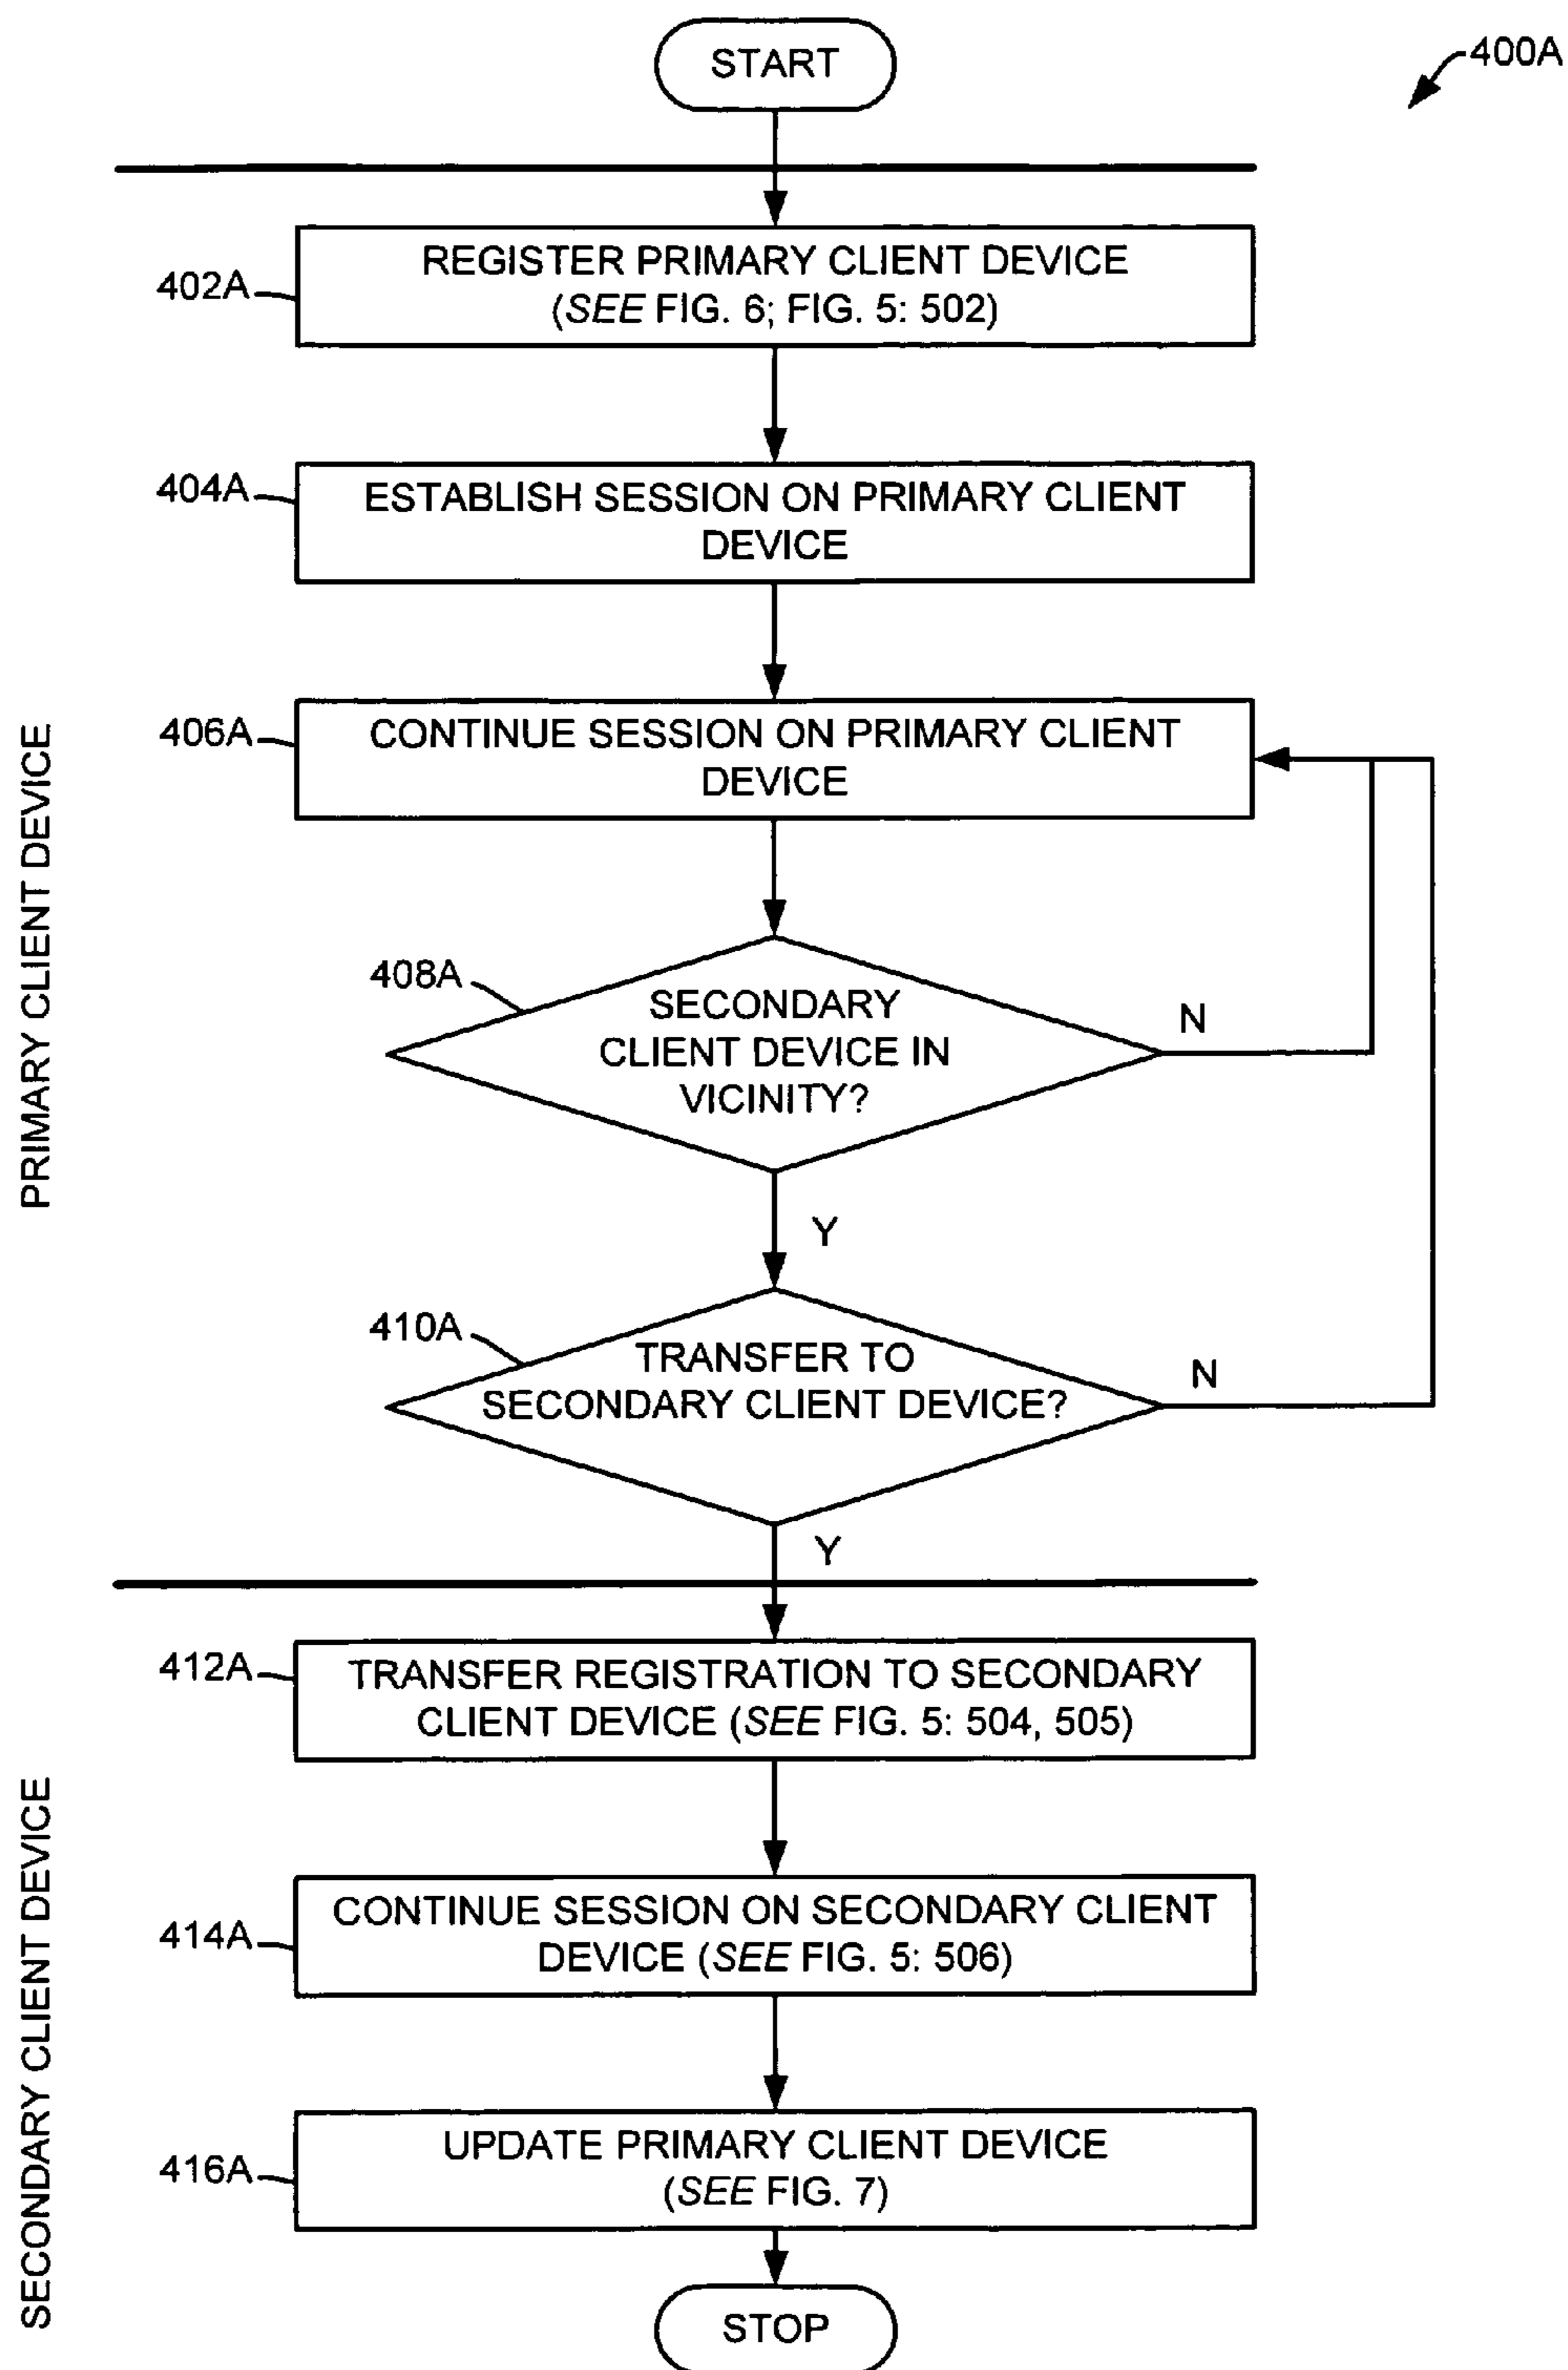 START
400A
REGISTER PRIMARY CLIENT DEVICE
(SEE FIG. 6; FIG. 5: 502)
402A
404A
ESTABLISH SESSION ON PRIMARY CLIENT
DEVICE
PRIMARY CLIENT DEVICE
406A
CONTINUE SESSION ON PRIMARY CLIENT
DEVICE
408A
SECONDARY
CLIENT DEVICE IN
VICINITY?
N
Y
410A
TRANSFER TO
SECONDARY CLIENT DEVICE?
N
Y
SECONDARY CLIENT DEVICE
412A
TRANSFER REGISTRATION TO SECONDARY
CLIENT DEVICE (SEE FIG. 5: 504, 505)
414A
CONTINUE SESSION ON SECONDARY CLIENT
DEVICE (SEE FIG. 5: 506)
416A
UPDATE PRIMARY CLIENT DEVICE
(SEE FIG. 7)
STOP